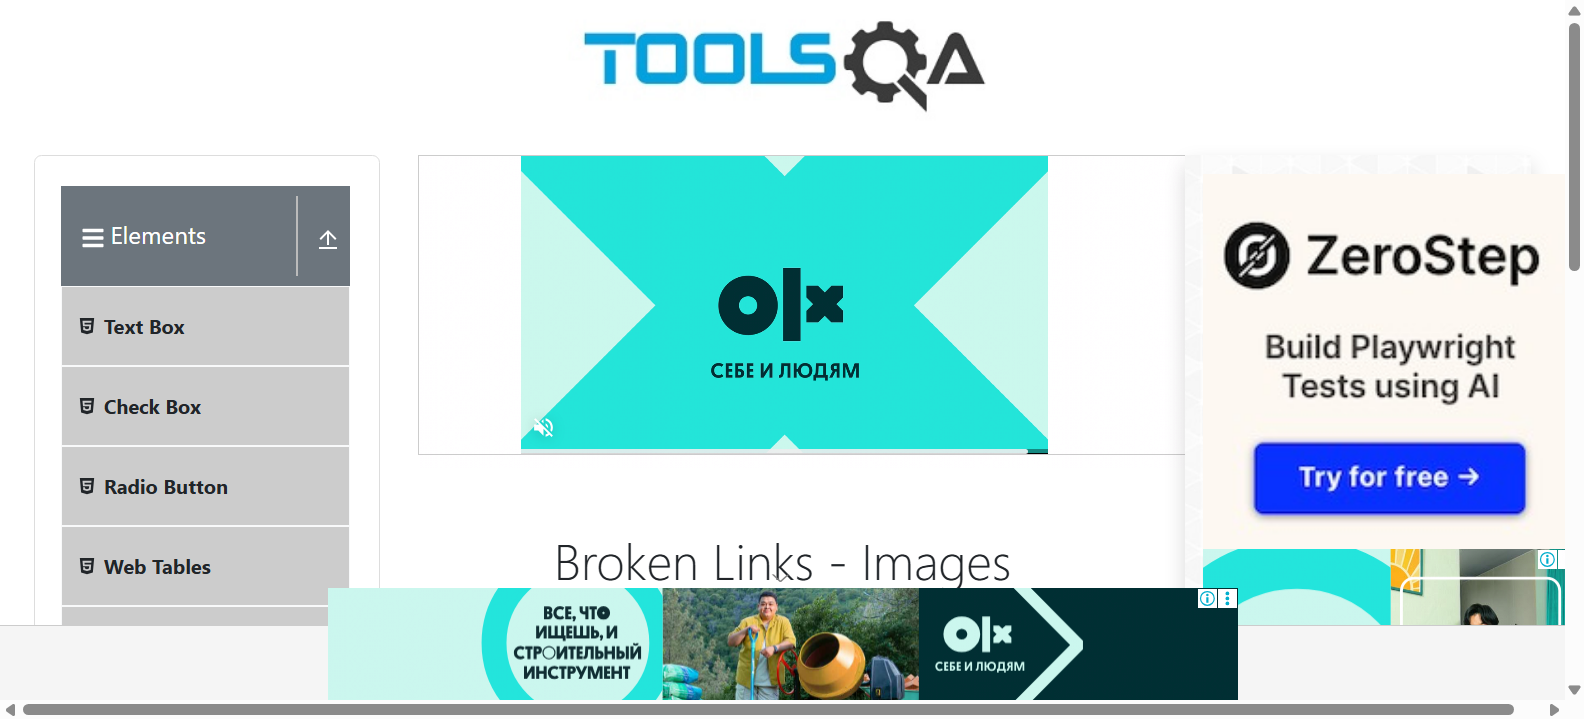 TOOLSQA
Elements
Text Box
Check Box
Radio Button
Web Tables
olx
СЕБЕ И ЛЮДЯМ
ZeroStep
Build Playwright
Tests using AI
Try for free →
Broken Links - Images
ВСЕ, ЧТО
ИЩЕШЬ, И
СТРОИТЕЛЬНЫЙ
ИНСТРУМЕНТ
olx
СЕБЕ И ЛЮДЯМ